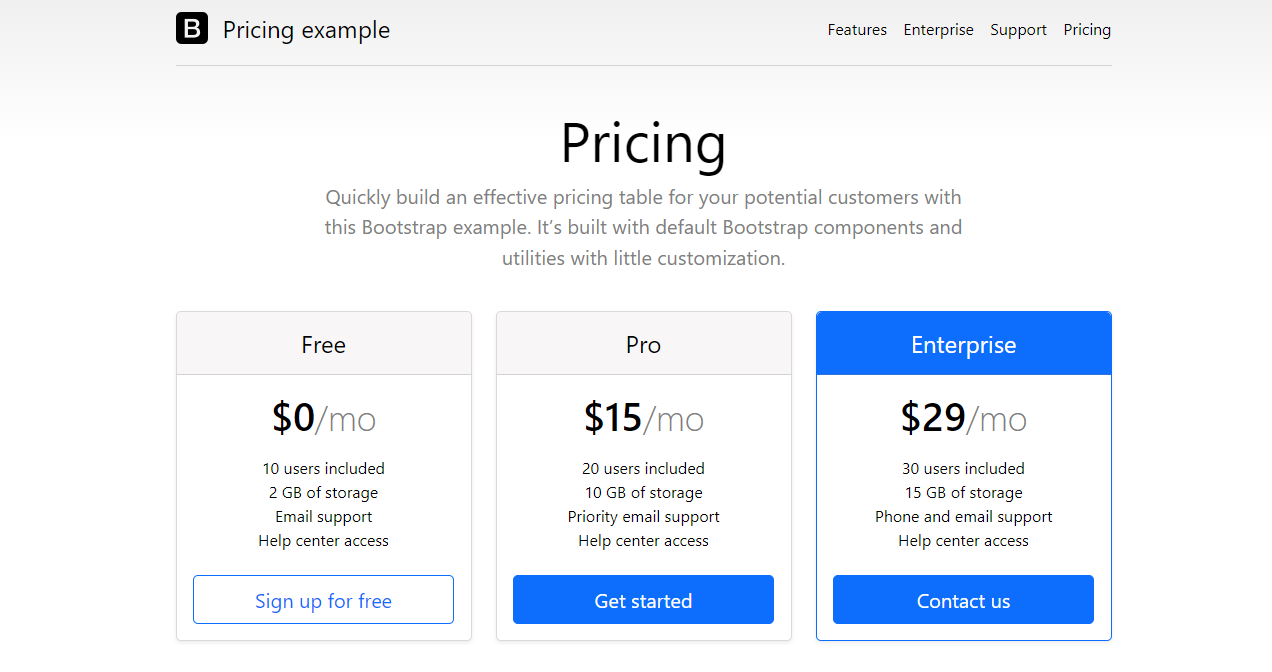 B Pricing example
Features Enterprise Support Pricing
Pricing
Quickly build an effective pricing table for your potential customers with
this Bootstrap example. It’s built with default Bootstrap components and
utilities with little customization.
Free
$0/mo
10 users included
2 GB of storage
Email support
Help center access
Sign up for free
Pro
$15/mo
20 users included
10 GB of storage
Priority email support
Help center access
Get started
Enterprise
$29/mo
30 users included
15 GB of storage
Phone and email support
Help center access
Contact us